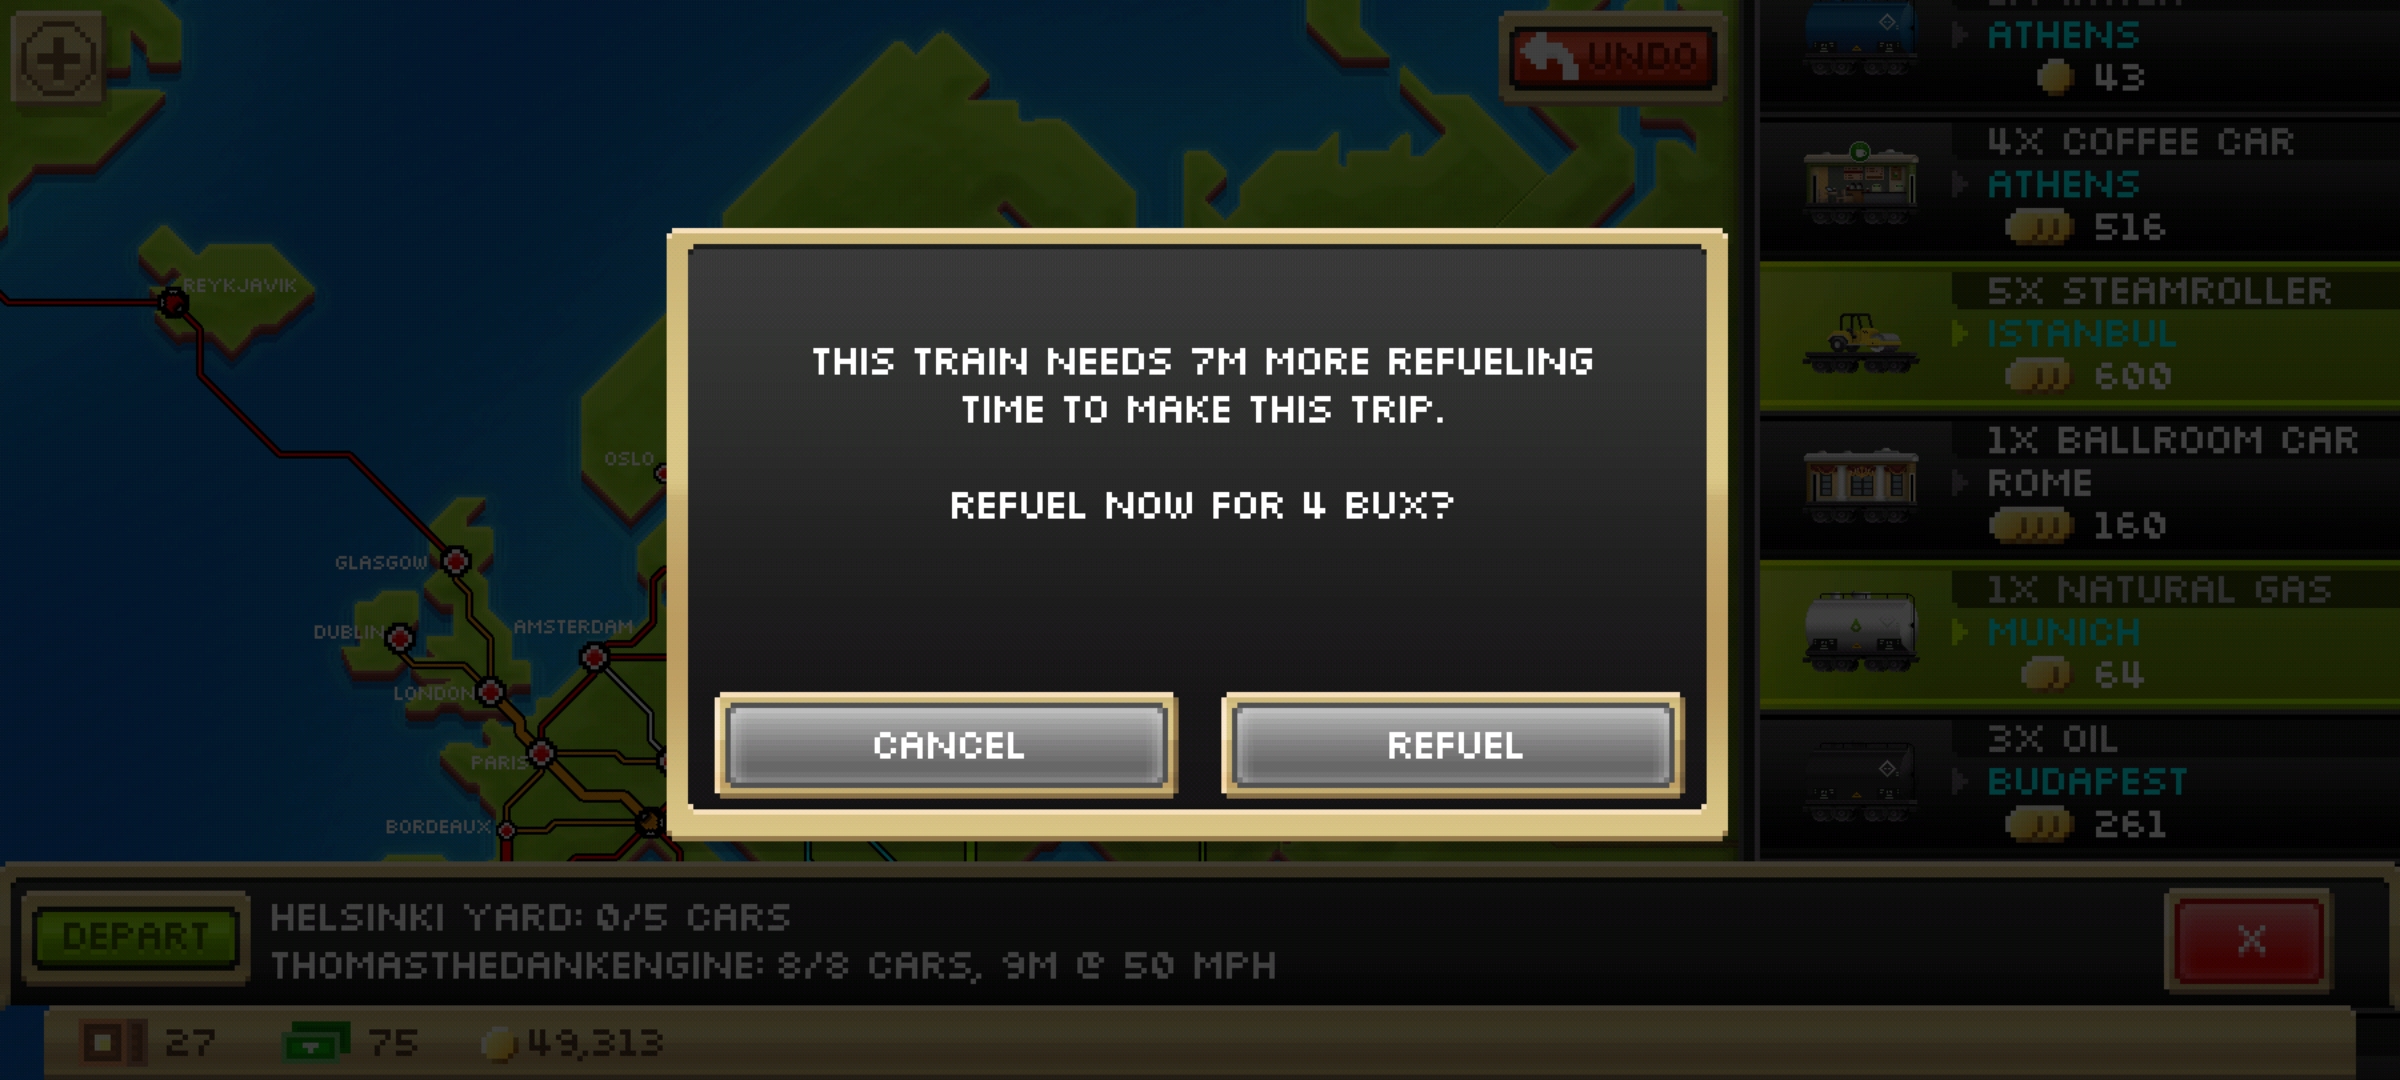 UNDO
ATHENS
43
4X COFFEE CAR
ATHENS
516
5X STEAMROLLER
ISTANBUL
600
1X BALLROOM CAR
ROME
160
1X NATURAL GAS
MUNICH
64
3X OIL
BUDAPEST
261
REYKJAVIK
OSLO
GLASGOW
DUBLIN
AMSTERDAM
LONDON
PARIS
BORDEAUX
THIS TRAIN NEEDS 7M MORE REFUELING
TIME TO MAKE THIS TRIP.
REFUEL NOW FOR 4 BUX?
CANCEL
REFUEL
DEPART
HELSINKI YARD: 0/5 CARS
THOMASTHEDANKENGINE: 8/8 CARS, 9M @ 50 MPH
X
27
75
49,313